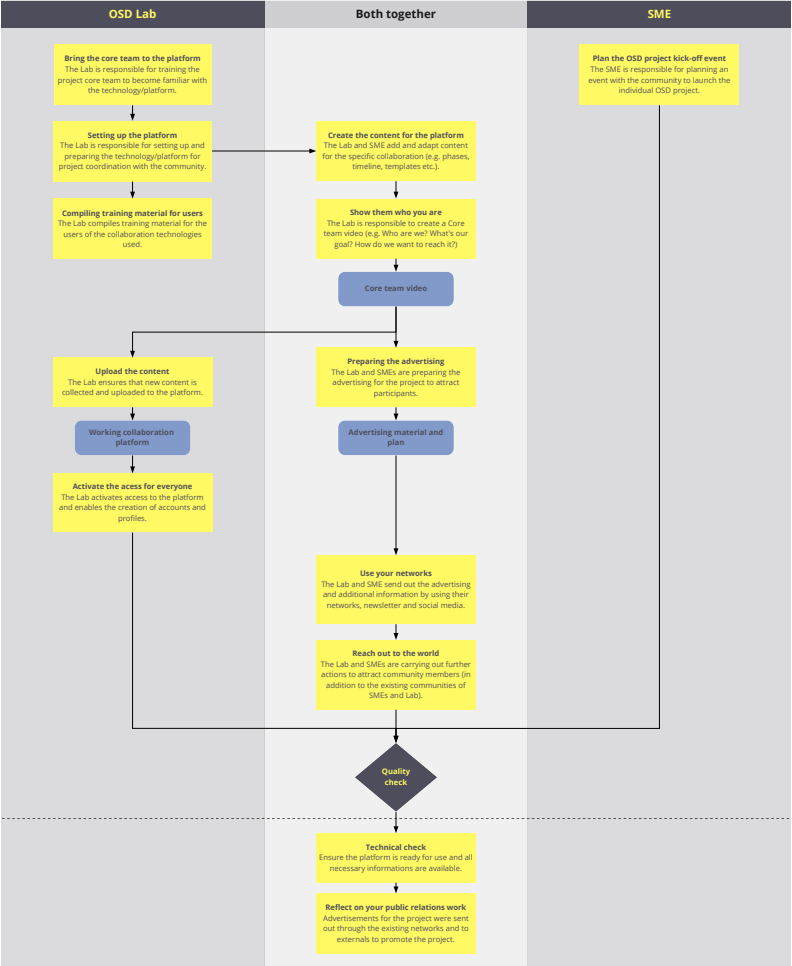 OSD Lab
Both together
SME
Bring the core team to the platform
The Lab is responsible for training the
project core team to become familiar with
the technology/platform.
Plan the OSD project kick-off event
The SME is responsible for planning an
event with the community to launch the
individual OSD project.
Setting up the platform
The Lab is responsible for setting up and
preparing the technology/platform for
project coordination with the community.
Create the content for the platform
The Lab and SME add and adapt content
for the specific collaboration (e.g. phases,
timeline, templates etc.).
Compiling training material for users
The Lab compiles training material for the
users of the collaboration technologies
used.
Show them who you are
The Lab is responsible to create a Core
team video (e.g. Who are we? What's our
goal? How do we want to reach it?)
Core team video
Upload the content
The Lab ensures that new content is
collected and uploaded to the platform.
Preparing the advertising
The Lab and SMEs are preparing the
advertising for the project to attract
participants.
Working collaboration
platform
Advertising material and
plan
Activate the acess for everyone
The Lab activates access to the platform
and enables the creation of accounts and
profiles.
Use your networks
The Lab and SME send out the advertising
and additional information by using their
networks, newsletter and social media.
Reach out to the world
The Lab and SMEs are carrying out further
actions to attract community members (in
addition to the existing communities of
SMEs and Lab).
Quality
check
Technical check
Ensure the platform is ready for use and all
necessary informations are available.
Reflect on your public relations work
Advertisements for the project were sent
out through the existing networks and to
externals to promote the project.